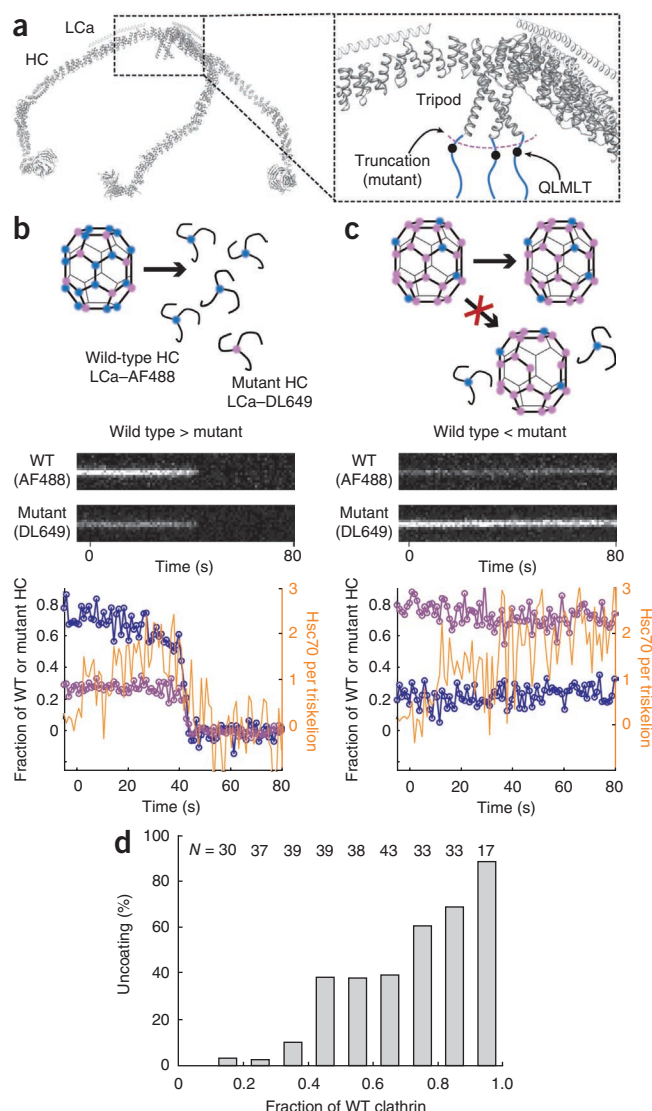 a
LCa
HC
Tripod
Truncation
(mutant)
QLMLT
b
Wild-type HC
LCa–AF488
Mutant HC
LCa–DL649
c
Wild type > mutant
WT
(AF488)
Mutant
(DL649)
0 80
Time (s)
Wild type < mutant
WT
(AF488)
Mutant
(DL649)
0 80
Time (s)
Fraction of WT or mutant HC
0.8
0.6
0.4
0.2
0
3
2
1
0
Hsc70 per triskelion
0 20 40 60 80
Time (s)
Fraction of WT or mutant HC
0.8
0.6
0.4
0.2
0
3
2
1
0
Hsc70 per triskelion
0 20 40 60 80
Time (s)
d
N = 30 37 39 39 38 43 33 33 17
Uncoating (%)
100
80
60
40
20
0
0 0.2 0.4 0.6 0.8 1.0
Fraction of WT clathrin